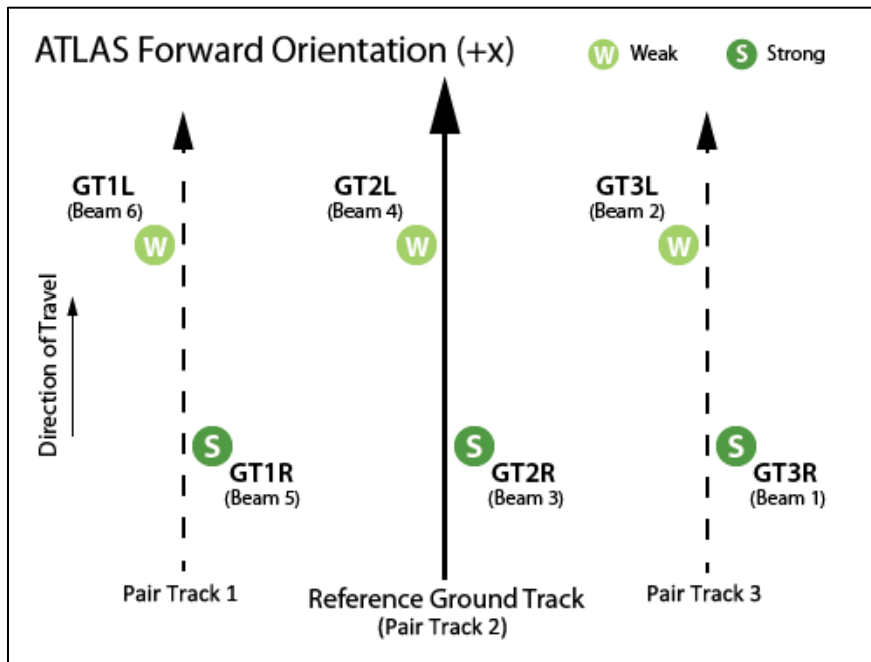 ATLAS Forward Orientation (+x)
W Weak
S Strong
GT1L
(Beam 6)
W
GT2L
(Beam 4)
W
GT3L
(Beam 2)
W
Direction of Travel
S
GT1R
(Beam 5)
S
GT2R
(Beam 3)
S
GT3R
(Beam 1)
Pair Track 1
Reference Ground Track
(Pair Track 2)
Pair Track 3